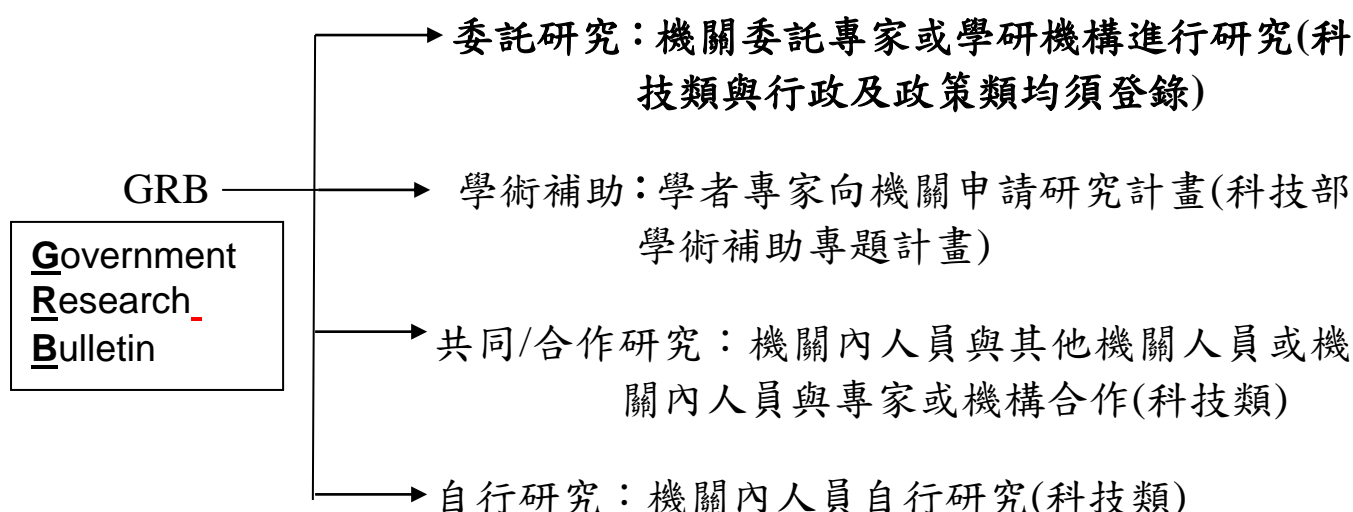 委託研究：機關委託專家或學研機構進行研究(科
技類與行政及政策類均須登錄)
GRB
Government
Research
Bulletin
學術補助：學者專家向機關申請研究計畫(科技部
學術補助專題計畫)
共同/合作研究：機關內人員與其他機關人員或機
關內人員與專家或機構合作(科技類)
自行研究：機關內人員自行研究(科技類)